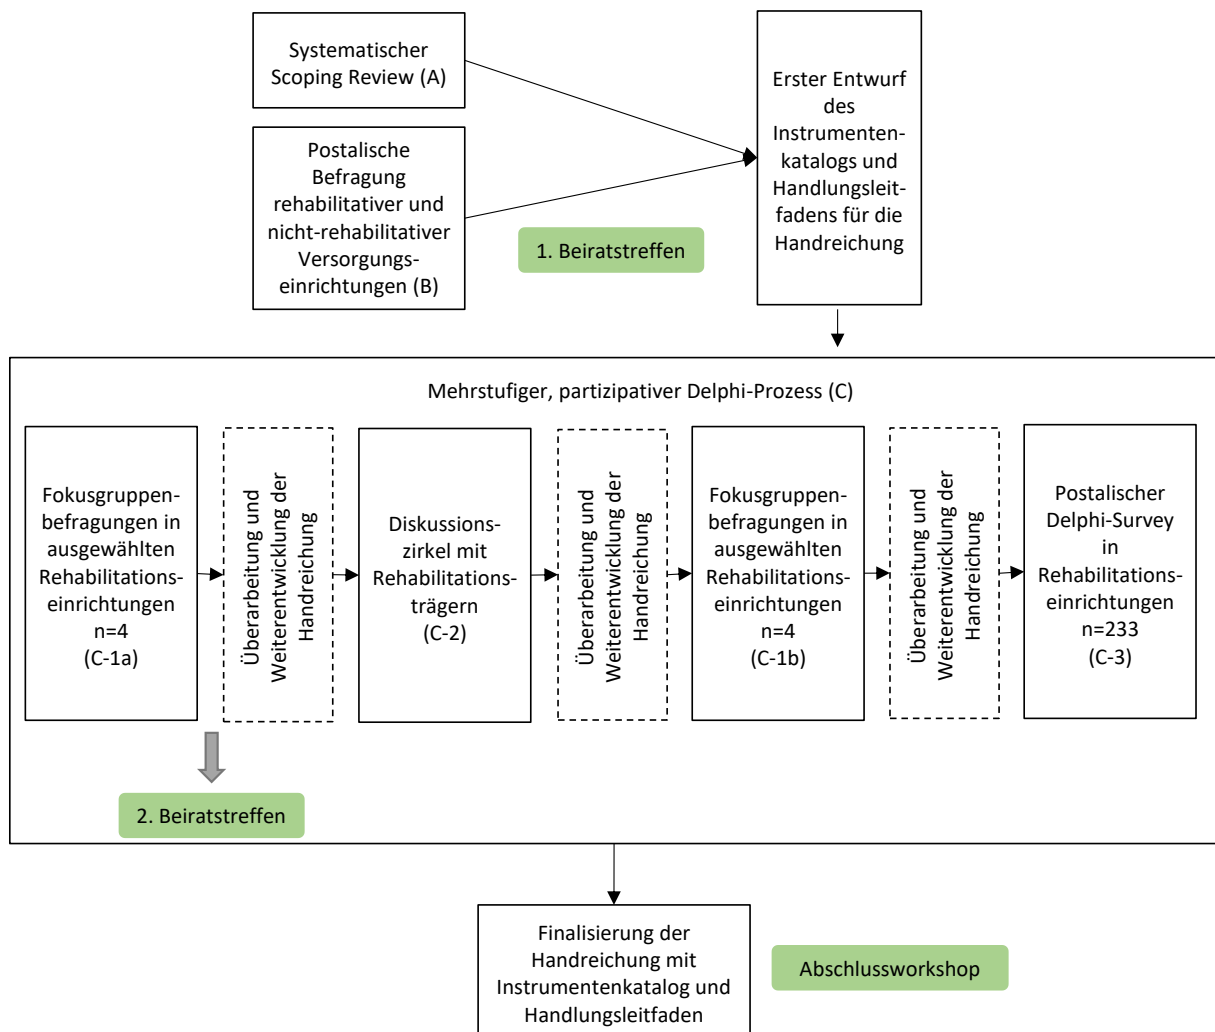 Systematischer
Scoping Review (A)
Postalische
Befragung
rehabilitativer und
nicht-rehabilitativer
Versorgungs-
einrichtungen (B)
1. Beiratstreffen
Erster Entwurf
des
Instrumenten-
katalogs und
Handlungsleit-
fadens für die
Handreichung
Mehrstufiger, partizipativer Delphi-Prozess (C)
Fokusgruppen-
befragungen in
ausgewählten
Rehabilitations-
einrichtungen
n=4
(C-1a)
Überarbeitung und
Weiterentwicklung der
Handreichung
Diskussions-
zirkel mit
Rehabilitations-
trägern
(C-2)
Überarbeitung und
Weiterentwicklung der
Handreichung
Fokusgruppen-
befragungen in
ausgewählten
Rehabilitations-
einrichtungen
n=4
(C-1b)
Überarbeitung und
Weiterentwicklung der
Handreichung
Postalischer
Delphi-Survey
in
Rehabilitations-
einrichtungen
n=233
(C-3)
2. Beiratstreffen
Finalisierung der
Handreichung mit
Instrumentenkatalog und
Handlungsleitfaden
Abschlussworkshop